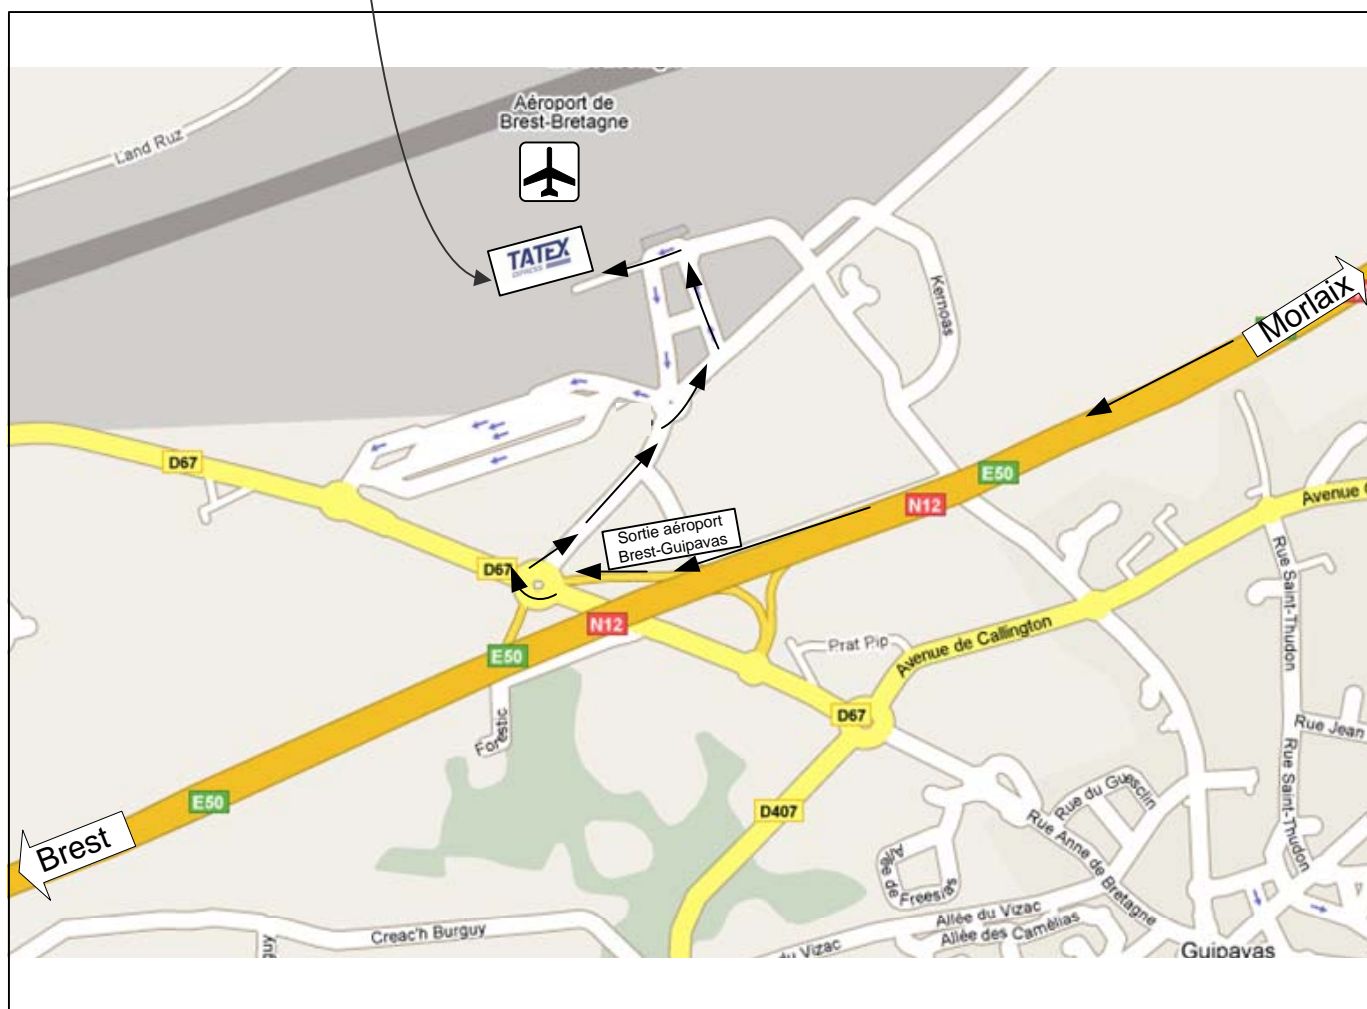 Aéroport de
Brest-Bretagne
Land Ruz
TATEX
EXPRESS
Kernoas
Morlaix
D67
E50
N12
Avenue
Sortie aéroport
Brest-Guipavas
D67
N12
E50
Prat Pip
Avenue de Callington
Rue Saint-Thudon
Forestic
D67
Rue Jean
E50
D407
Rue du Guesclin
Rue Saint-Thudon
Brest
Rue Anne de Bretagne
Allée de
Freesias
Allée du Vizac
Allée des Camélias
Creac'h Burguy
guy
du Vizac
Guipavas